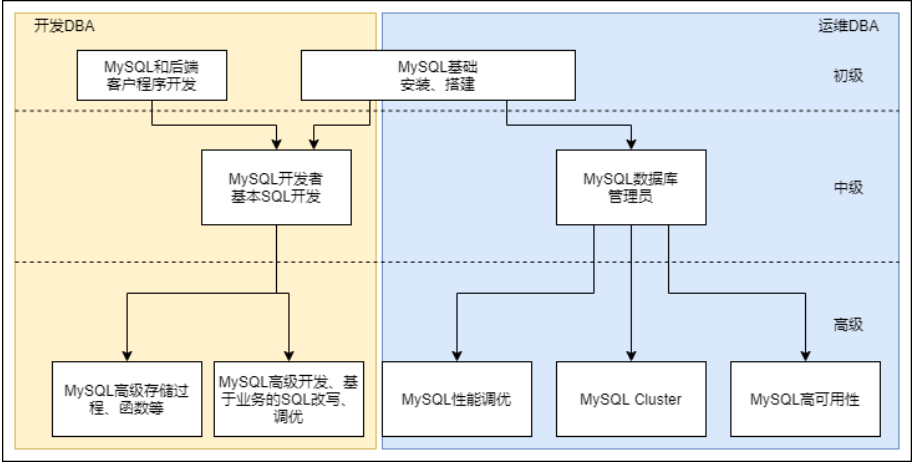 开发DBA
运维DBA
MySQL和后端
客户程序开发
MySQL基础
安装、搭建
初级
MySQL开发者
基本SQL开发
MySQL数据库
管理员
中级
高级
MySQL高级存储过
程、函数等
MySQL高级开发、基
于业务的SQL改写、
调优
MySQL性能调优
MySQL Cluster
MySQL高可用性